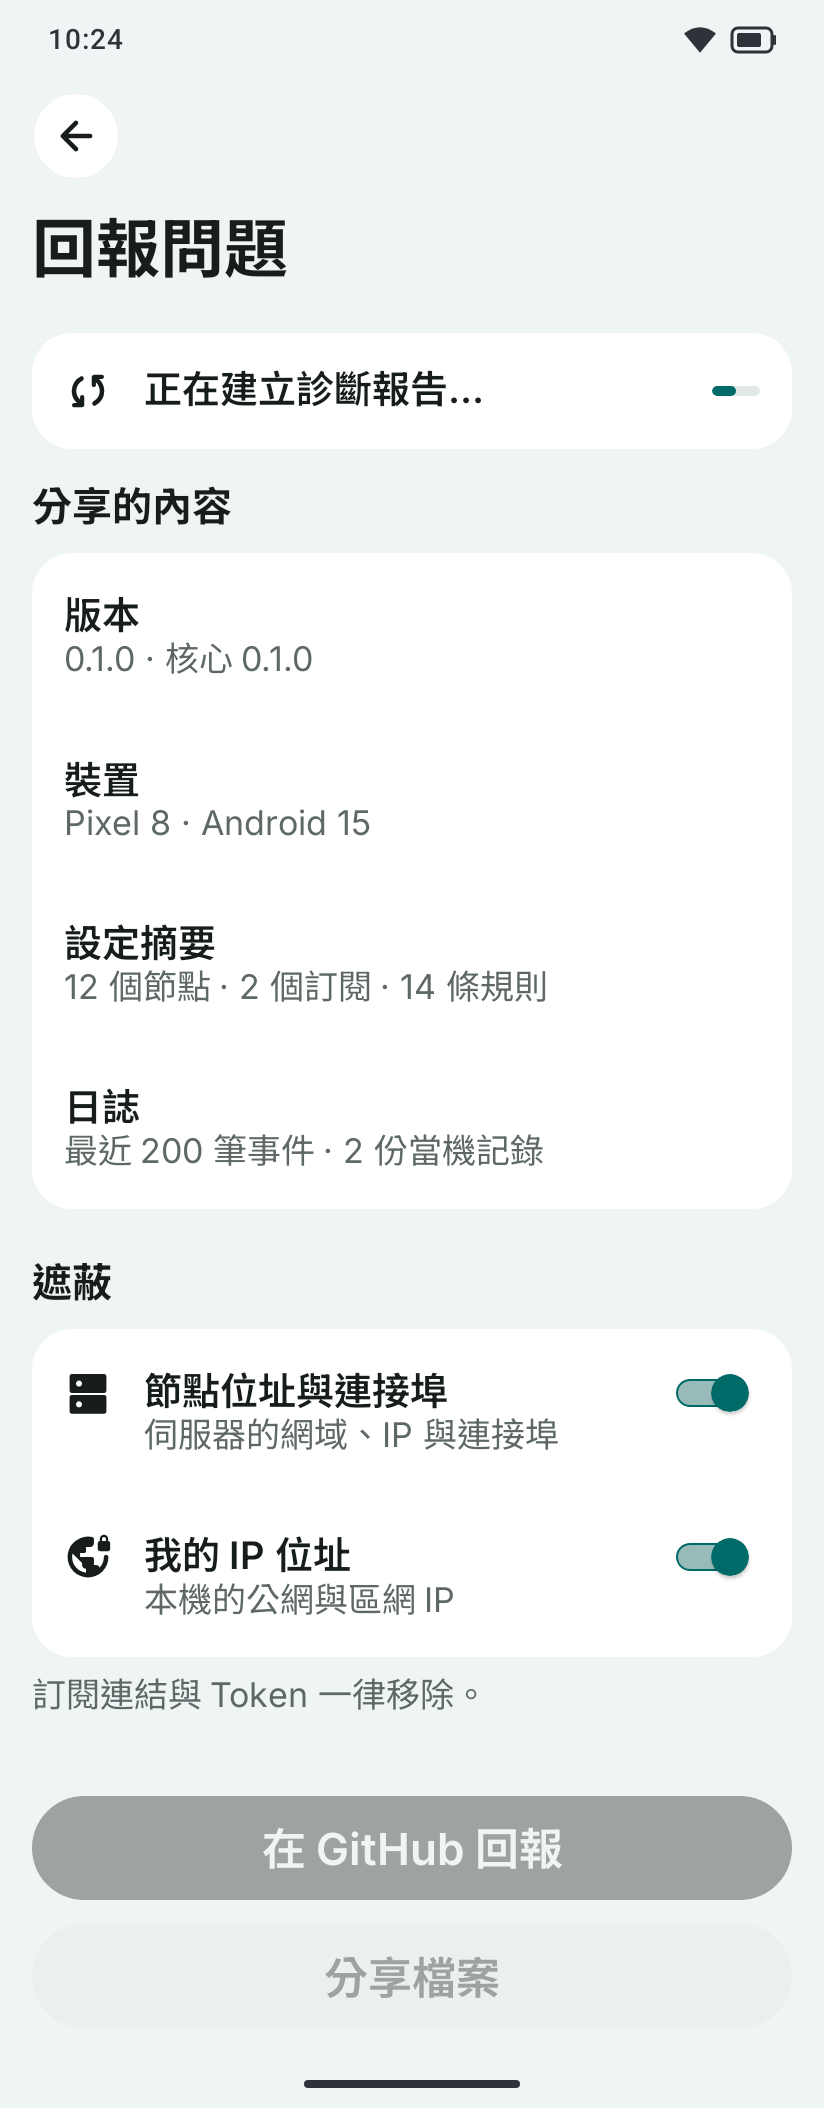 10:24
回報問題
正在建立診斷報告...
分享的內容
版本
0.1.0 · 核心 0.1.0
裝置
Pixel 8 · Android 15
設定摘要
12 個節點 · 2 個訂閱 · 14 條規則
日誌
最近 200 筆事件 · 2 份當機記錄
遮蔽
節點位址與連接埠
伺服器的網域、IP 與連接埠
我的 IP 位址
本機的公網與區網 IP
訂閱連結與 Token 一律移除。
在 GitHub 回報
分享檔案